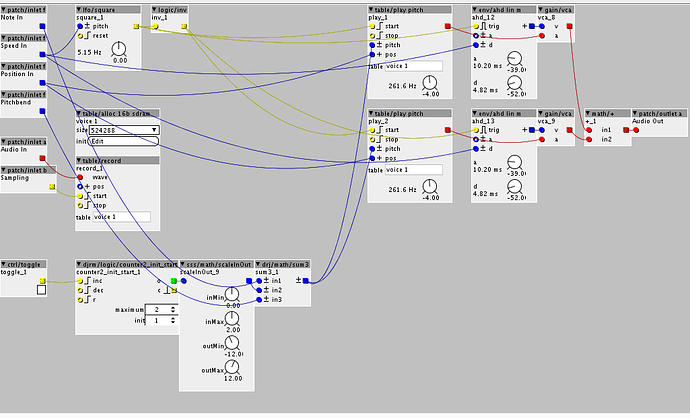 patch/inlet f
Note In
patch/inlet f
Speed In
patch/inlet f
Position In
patch/inlet f
Pitchbend
patch/inlet a
Audio In
patch/inlet b
Sampling
ctrl/toggle
toggle_1
lfo/square
square_1
pitch
reset
5.15 Hz
0.00
logic/inv
inv_1
table/alloc 16b sdram
voice 1
size 524288
init Edit
table/record
record_1
wave
pos
start
stop
table voice 1
djrm/logic/counter2_init_start
counter2_init_start_1
inc
dec
r
o
c
maximum 2
init 1
sss/math/scaleInOut
scaleInOut_9
inMin
0.00
inMax
2.00
outMin
-12.0
outMax
12.00
drj/math/sum3
sum3_1
in1
in2
in3
table/play pitch
play_1
start
stop
pitch
pos
table voice 1
261.6 Hz
-4.00
table/play pitch
play_2
start
stop
pitch
pos
table voice 1
261.6 Hz
-4.00
env/ahd lin m
ahd_12
trig
a
d
a
10.20 ms
-39.0
d
4.82 ms
-52.0
gain/vca
vca_8
v
a
env/ahd lin m
ahd_13
trig
a
d
a
10.20 ms
-39.0
d
4.82 ms
-52.0
gain/vca
vca_9
v
a
math/+
+_1
in1
in2
patch/outlet a
Audio Out